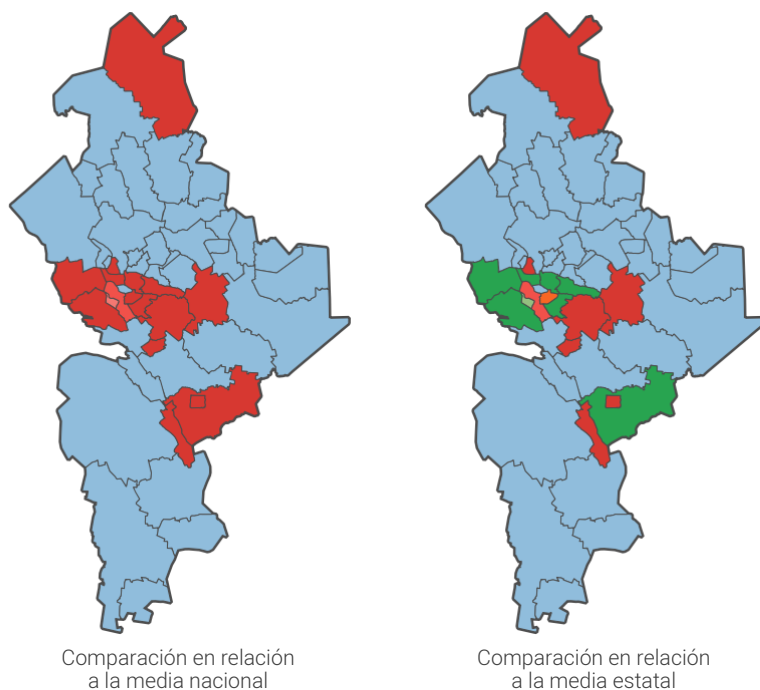 Comparación en relación
a la media nacional
Comparación en relación
a la media estatal